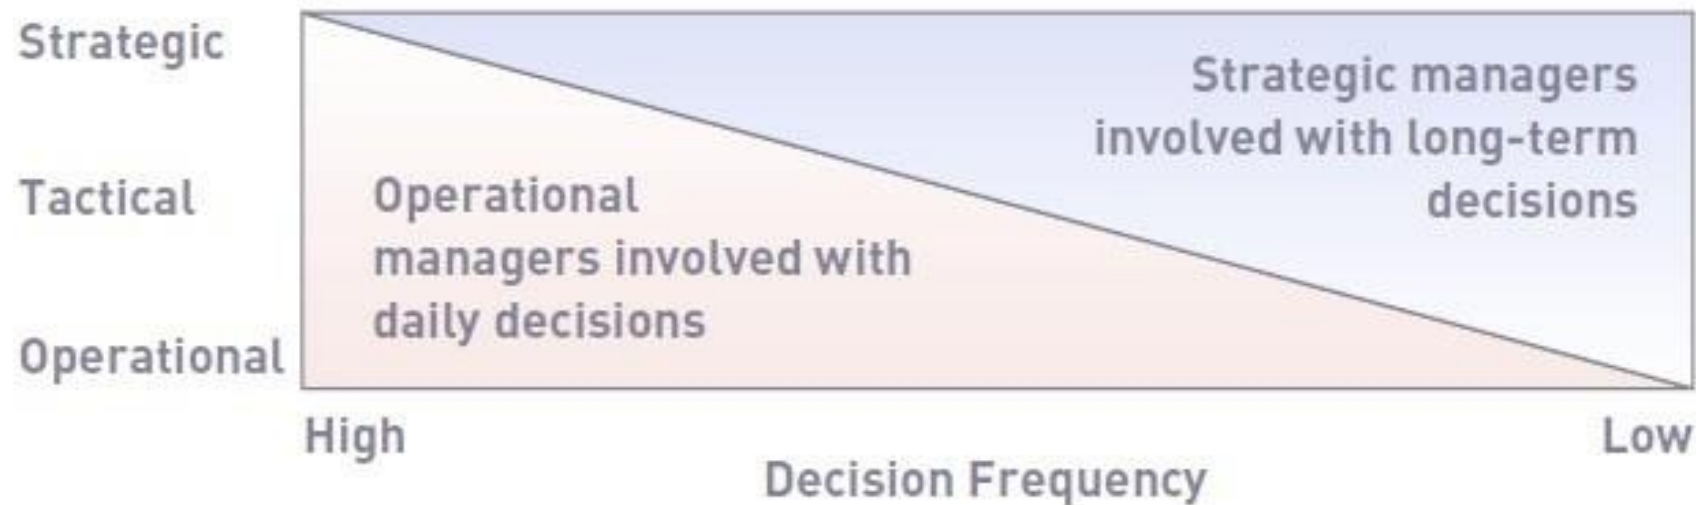 Strategic
Tactical
Operational
Operational
managers involved with
daily decisions
Strategic managers
involved with long-term
decisions
High
Low
Decision Frequency